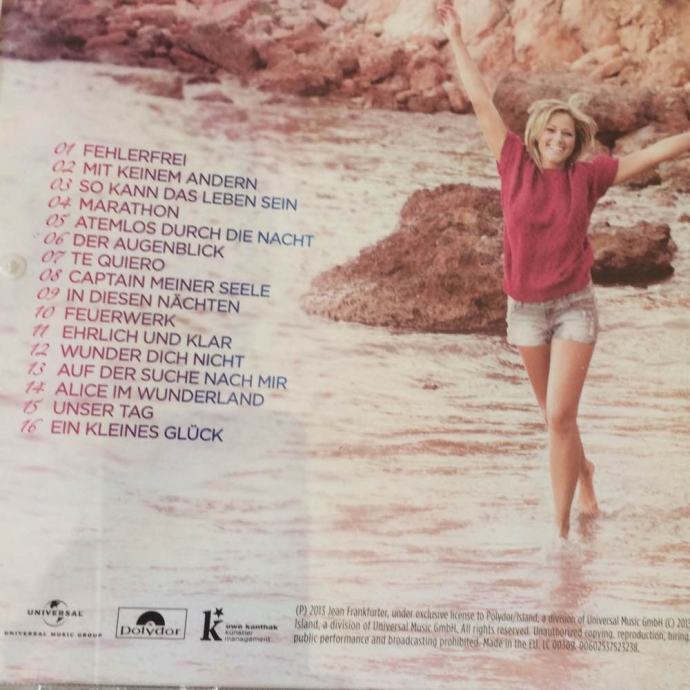 01 FEHLERFREI
02 MIT KEINEM ANDERN
03 SO KANN DAS LEBEN SEIN
04 MARATHON
05 ATEMLOS DURCH DIE NACHT
06 DER AUGENBLICK
07 TE QUIERO
08 CAPTAIN MEINER SEELE
09 IN DIESEN NÄCHTEN
10 FEUERWERK
11 EHRLICH UND KLAR
12 WUNDER DICH NICHT
13 AUF DER SUCHE NACH MIR
14 ALICE IM WUNDERLAND
15 UNSER TAG
16 EIN KLEINES GLÜCK
UNIVERSAL
UNIVERSAL MUSIC GROUP
polydor
k uwe kanthak
künstler
management
(P) 2013 Jean Frankfurter, under exclusive license to Polydor/Island, a division of Universal Music GmbH (C) 201
Island, a division of Universal Music GmbH. All rights reserved. Unauthorized copying, reproduction, hiring,
public performance and broadcasting prohibited. Made in the EU. LC 00309. 00602537523238.